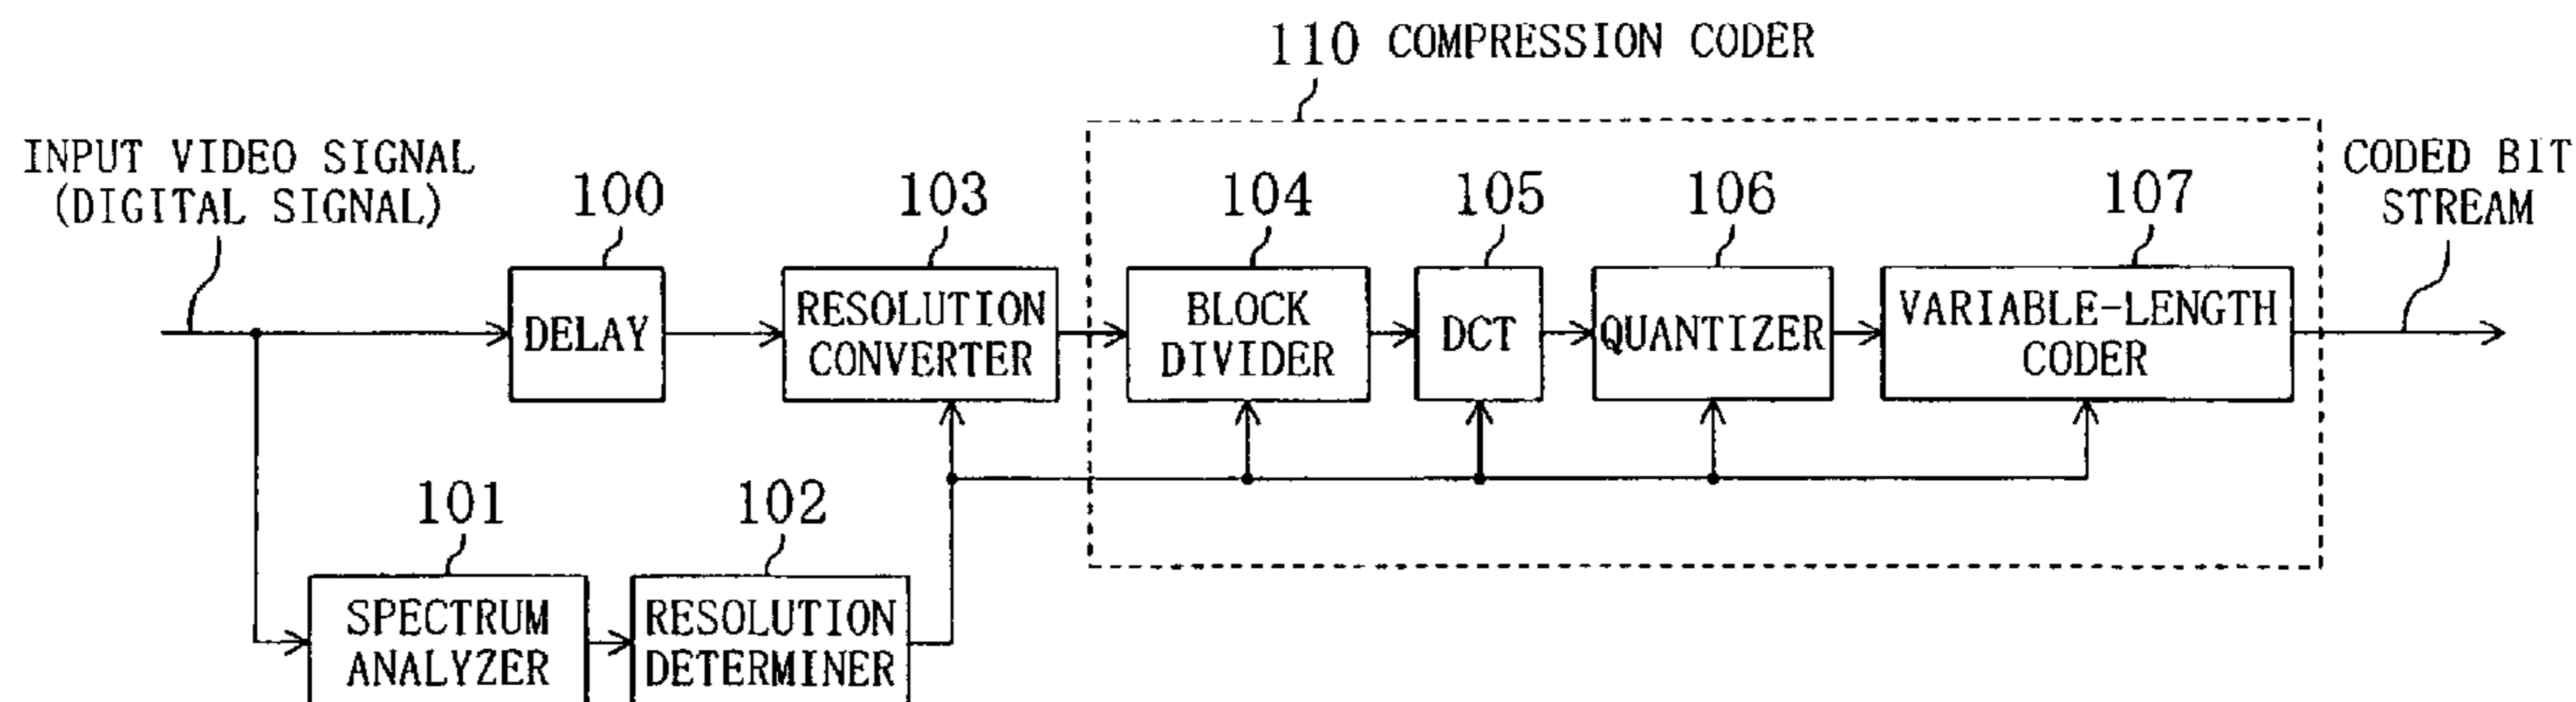 110 COMPRESSION CODER
INPUT VIDEO SIGNAL
(DIGITAL SIGNAL)
CODED BIT
STREAM
100
103
104
105
106
107
DELAY
RESOLUTION
CONVERTER
BLOCK
DIVIDER
DCT
QUANTIZER
VARIABLE-LENGTH
CODER
101
102
SPECTRUM
ANALYZER
RESOLUTION
DETERMINER